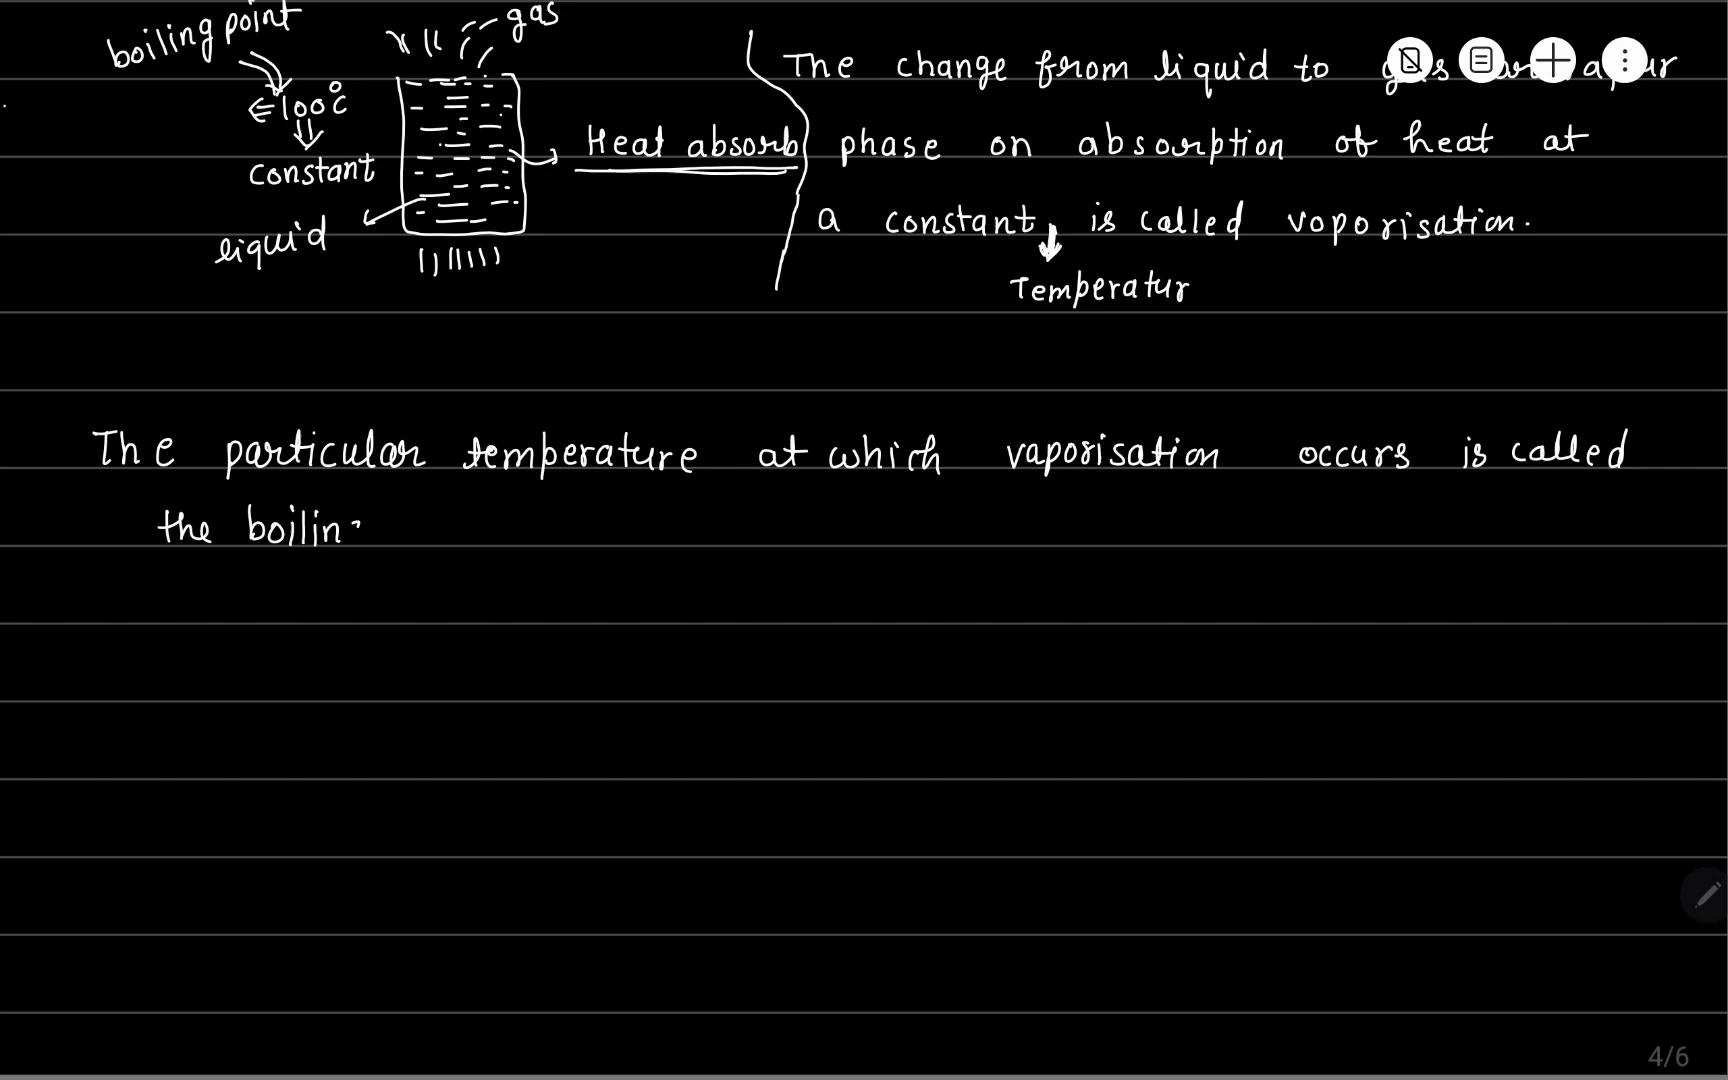 boiling point
gas
100°C
constant
liquid
Heat absorb
The change from liquid to
phase on absorption of heat at
a constant is called voporisation.
Temperatur
The particular temperature at which vaporisation occurs is called
the boilin
4/6